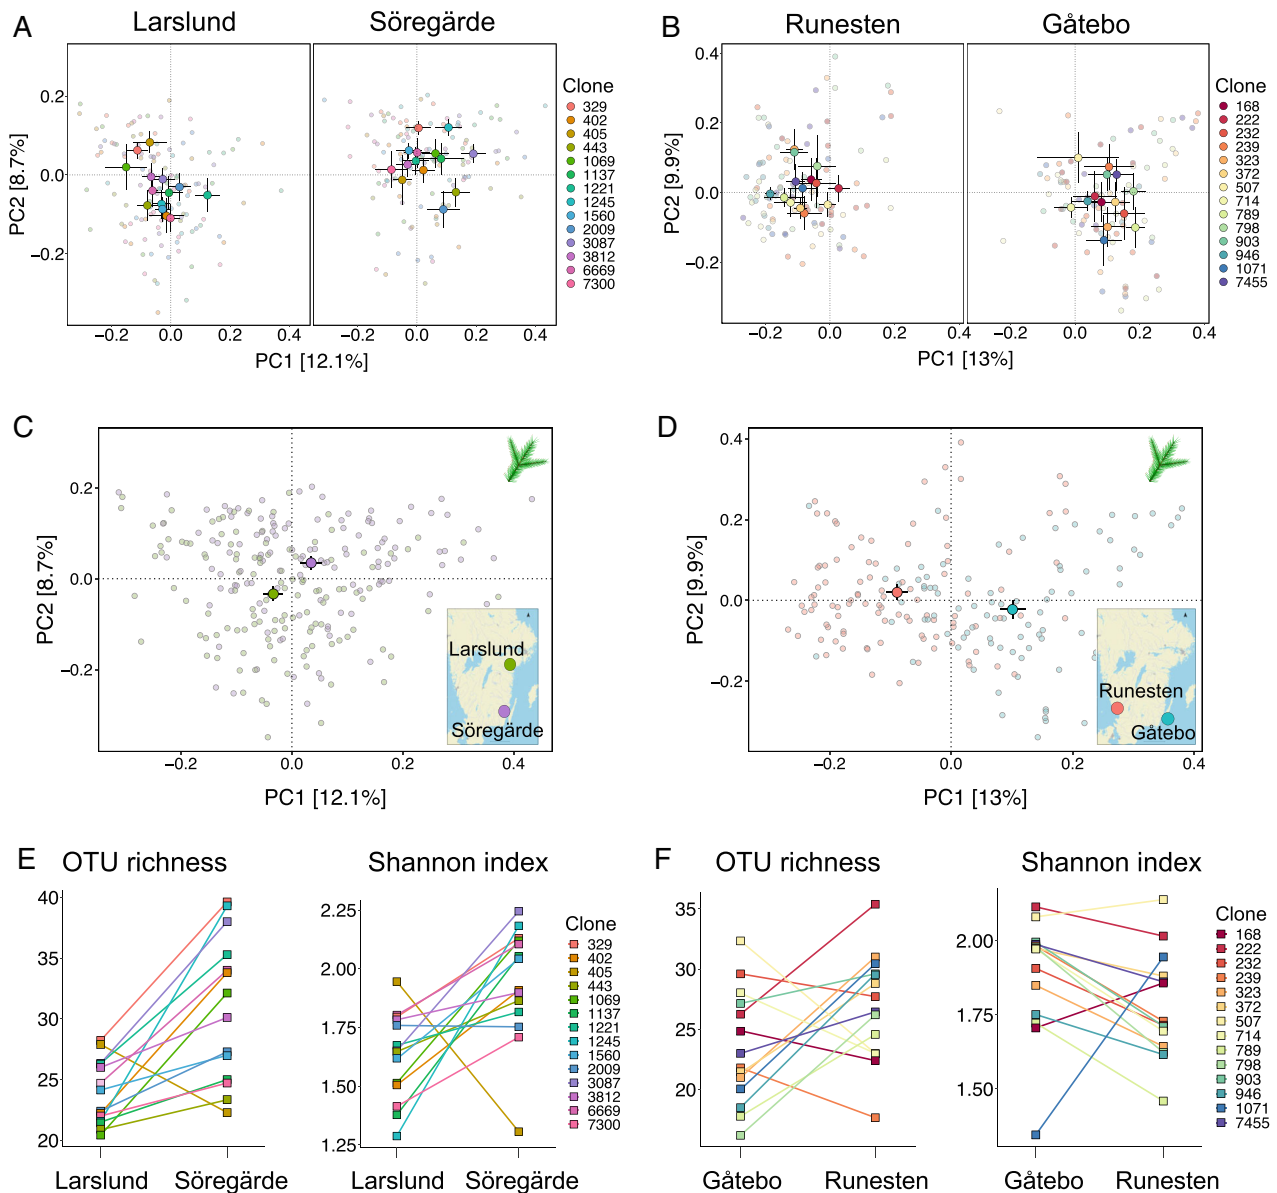 A
Larslund
Söregärde
PC2 [8.7%]
0.2
0.0
−0.2
−0.2
0.0
0.2
0.4
−0.2
0.0
0.2
0.4
PC1 [12.1%]
Clone
329
402
405
443
1069
1137
1221
1245
1560
2009
3087
3812
6669
7300
B
Runesten
Gåtebo
PC2 [9.9%]
0.4
0.2
0.0
−0.2
−0.2
0.0
0.2
0.4
−0.2
0.0
0.2
0.4
PC1 [13%]
Clone
168
222
232
239
323
372
507
714
789
798
903
946
1071
7455
C
PC2 [8.7%]
0.2
0.0
−0.2
−0.2
0.0
0.2
0.4
PC1 [12.1%]
Larslund
Söregärde
D
PC2 [9.9%]
0.4
0.2
0.0
−0.2
−0.2
0.0
0.2
0.4
PC1 [13%]
Runesten
Gåtebo
E
OTU richness
40
35
30
25
20
Larslund
Söregärde
Shannon index
2.25
2.00
1.75
1.50
1.25
Larslund
Söregärde
Clone
329
402
405
443
1069
1137
1221
1245
1560
2009
3087
3812
6669
7300
F
OTU richness
35
30
25
20
Gåtebo
Runesten
Shannon index
2.00
1.75
1.50
Gåtebo
Runesten
Clone
168
222
232
239
323
372
507
714
789
798
903
946
1071
7455